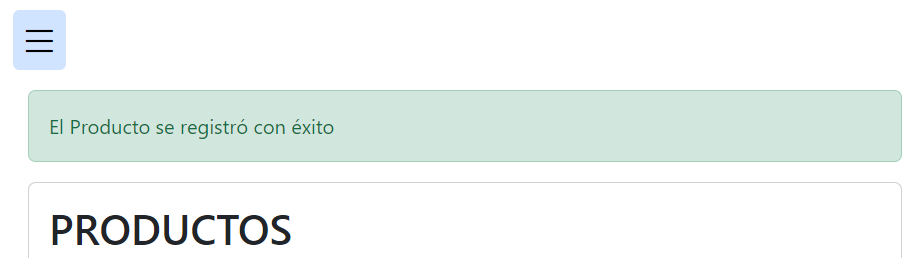 El Producto se registró con éxito
PRODUCTOS